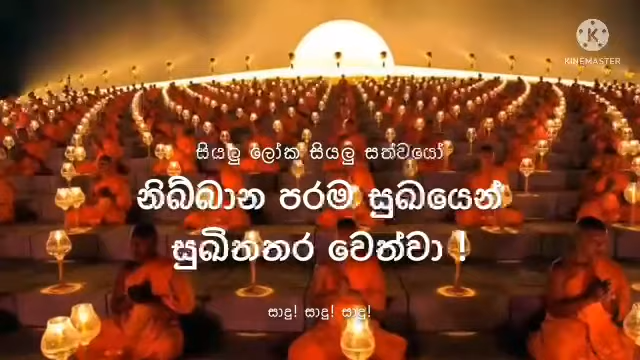 KINEMASTER
සියලු ලෝක සියලු සත්වයෝ
නිබ්බාන පරම සුඛයෙන්
සුඛිතතර වෙත්වා !
සාදු! සාදු! සාදු!